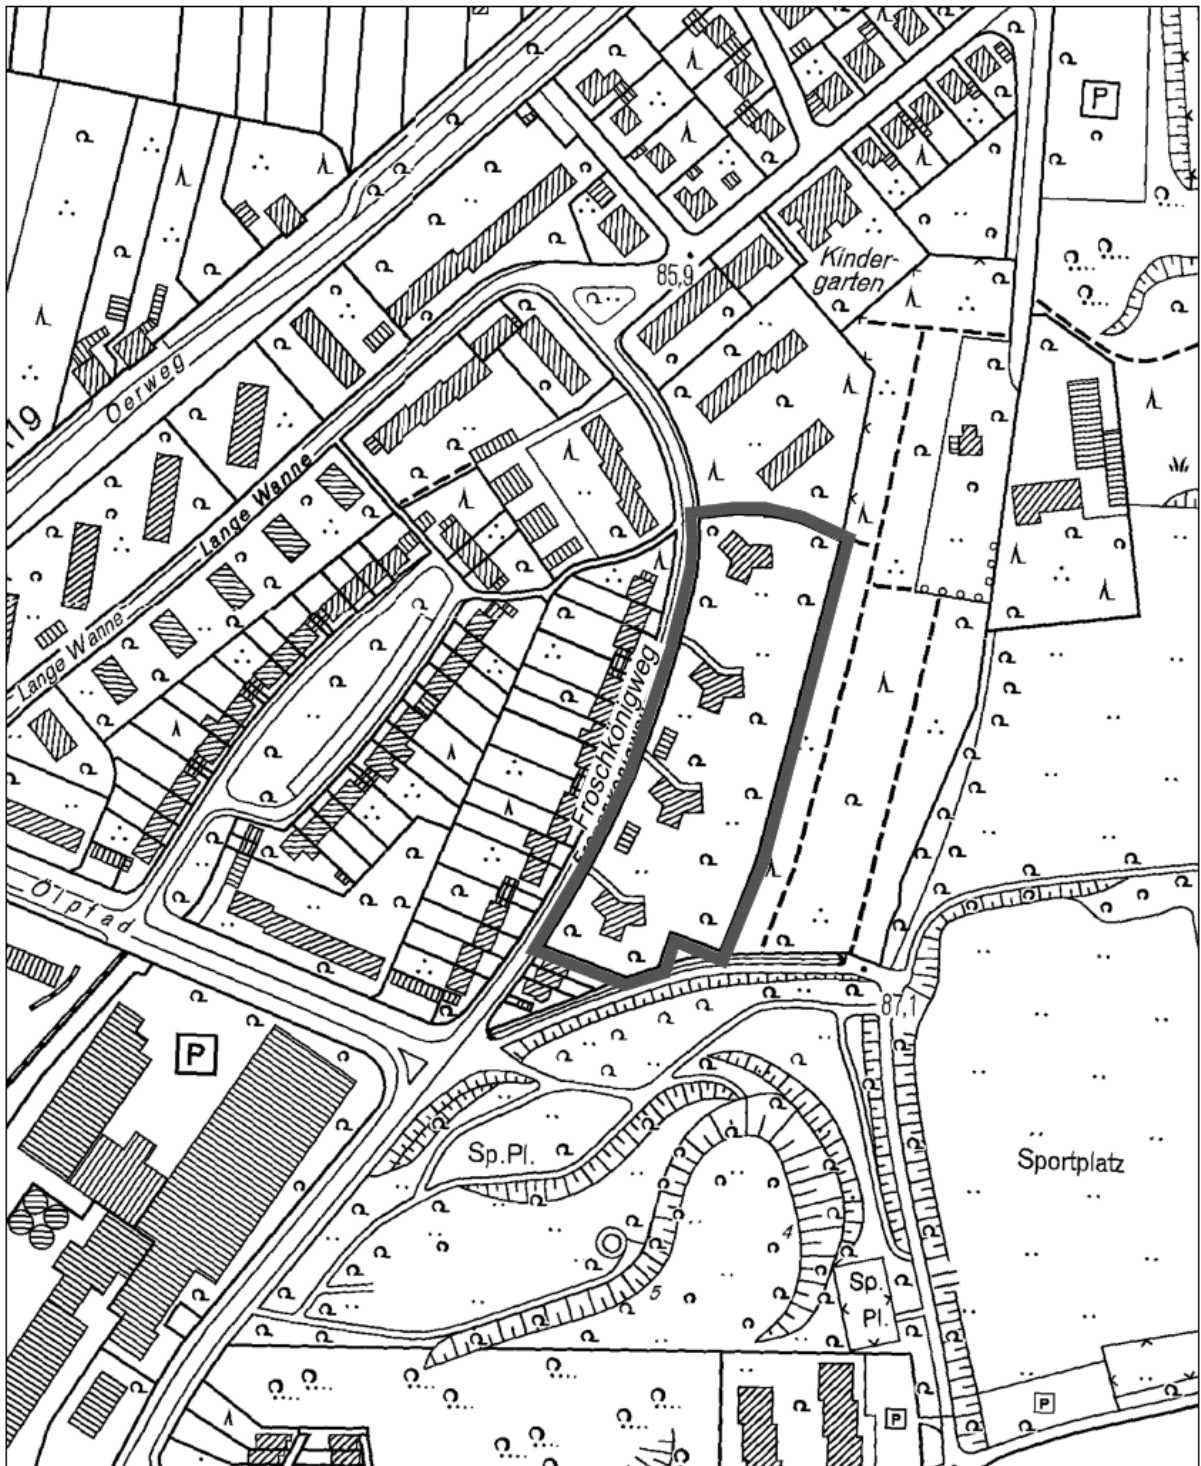 P
85,9
Kinder-
garten
Oerweg
19
Lange Wanne
Lange Wanne
Froschkönigweg
Ölpfad
87,1
P
Sp.Pl.
Sportplatz
4
5
Sp.
Pl.
P
P